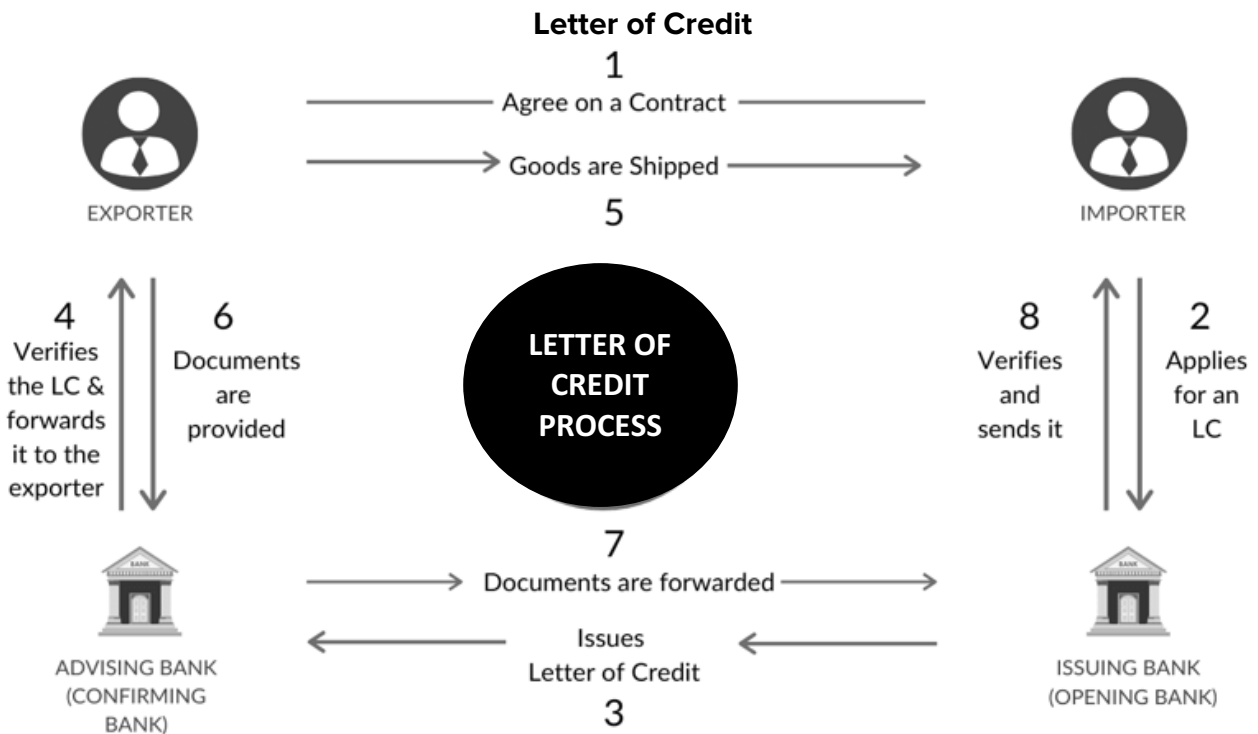 Letter of Credit
1
Agree on a Contract
Goods are Shipped
5
EXPORTER
IMPORTER
4
Verifies
the LC &
forwards
it to the
exporter
6
Documents
are
provided
LETTER OF
CREDIT
PROCESS
8
Verifies
and
sends it
2
Applies
for an
LC
7
Documents are forwarded
Issues
Letter of Credit
3
BANK
ADVISING BANK
(CONFIRMING
BANK)
BANK
ISSUING BANK
(OPENING BANK)